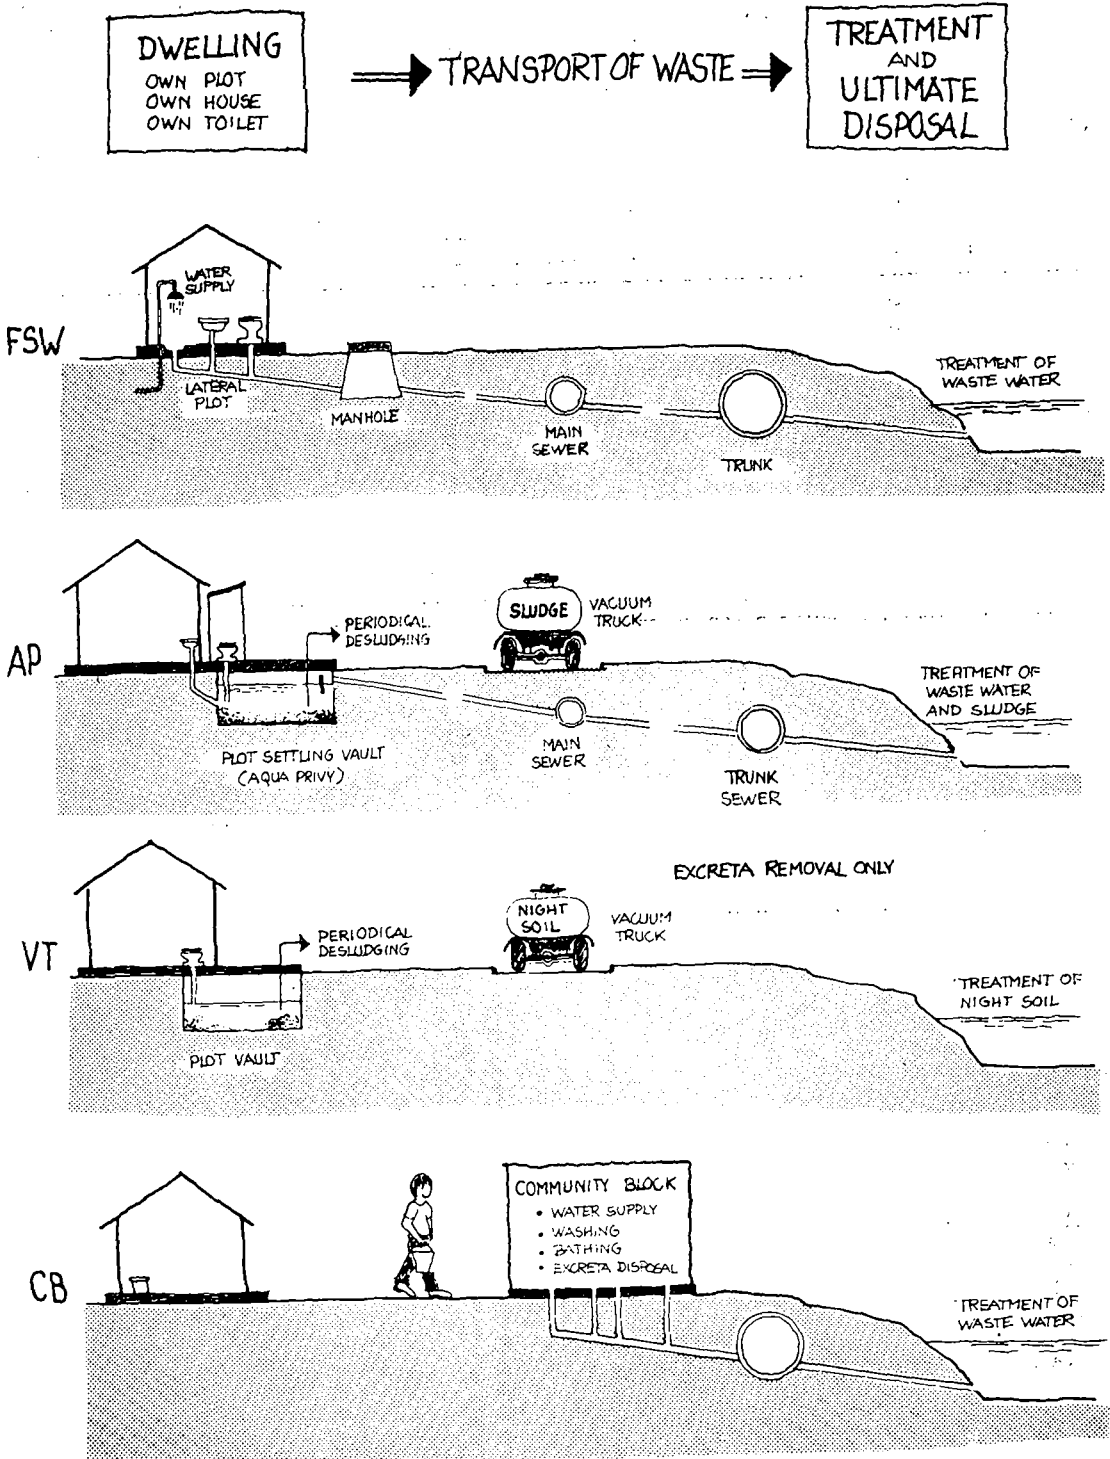 DWELLING
OWN PLOT
OWN HOUSE
OWN TOILET
TRANSPORT OF WASTE
TREATMENT
AND
ULTIMATE
DISPOSAL
FSW
WATER
SUPPLY
LATERAL
PLOT
MANHOLE
MAIN
SEWER
TRUNK
TREATMENT OF
WASTE WATER
AP
PERIODICAL
DESLUDGING
SLUDGE
VACUUM
TRUCK
PLOT SETTLING VAULT
(AQUA PRIVY)
MAIN
SEWER
TRUNK
SEWER
TREATMENT OF
WASTE WATER
AND SLUDGE
VT
PERIODICAL
DESLUDGING
PLOT VAULT
NIGHT
SOIL
VACUUM
TRUCK
EXCRETA REMOVAL ONLY
TREATMENT OF
NIGHT SOIL
CB
COMMUNITY BLOCK
• WATER SUPPLY
• WASHING
• BATHING
• EXCRETA DISPOSAL
TREATMENT OF
WASTE WATER